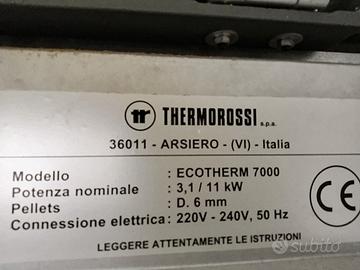 THERMOROSSI s.p.a.
36011 - ARSIERO - (VI) - Italia
Modello : ECOTHERM 7000
Potenza nominale : 3,1 / 11 kW
Pellets : D. 6 mm
Connessione elettrica: 220V - 240V, 50 Hz
LEGGERE ATTENTAMENTE LE ISTRUZIONI
CE
subito